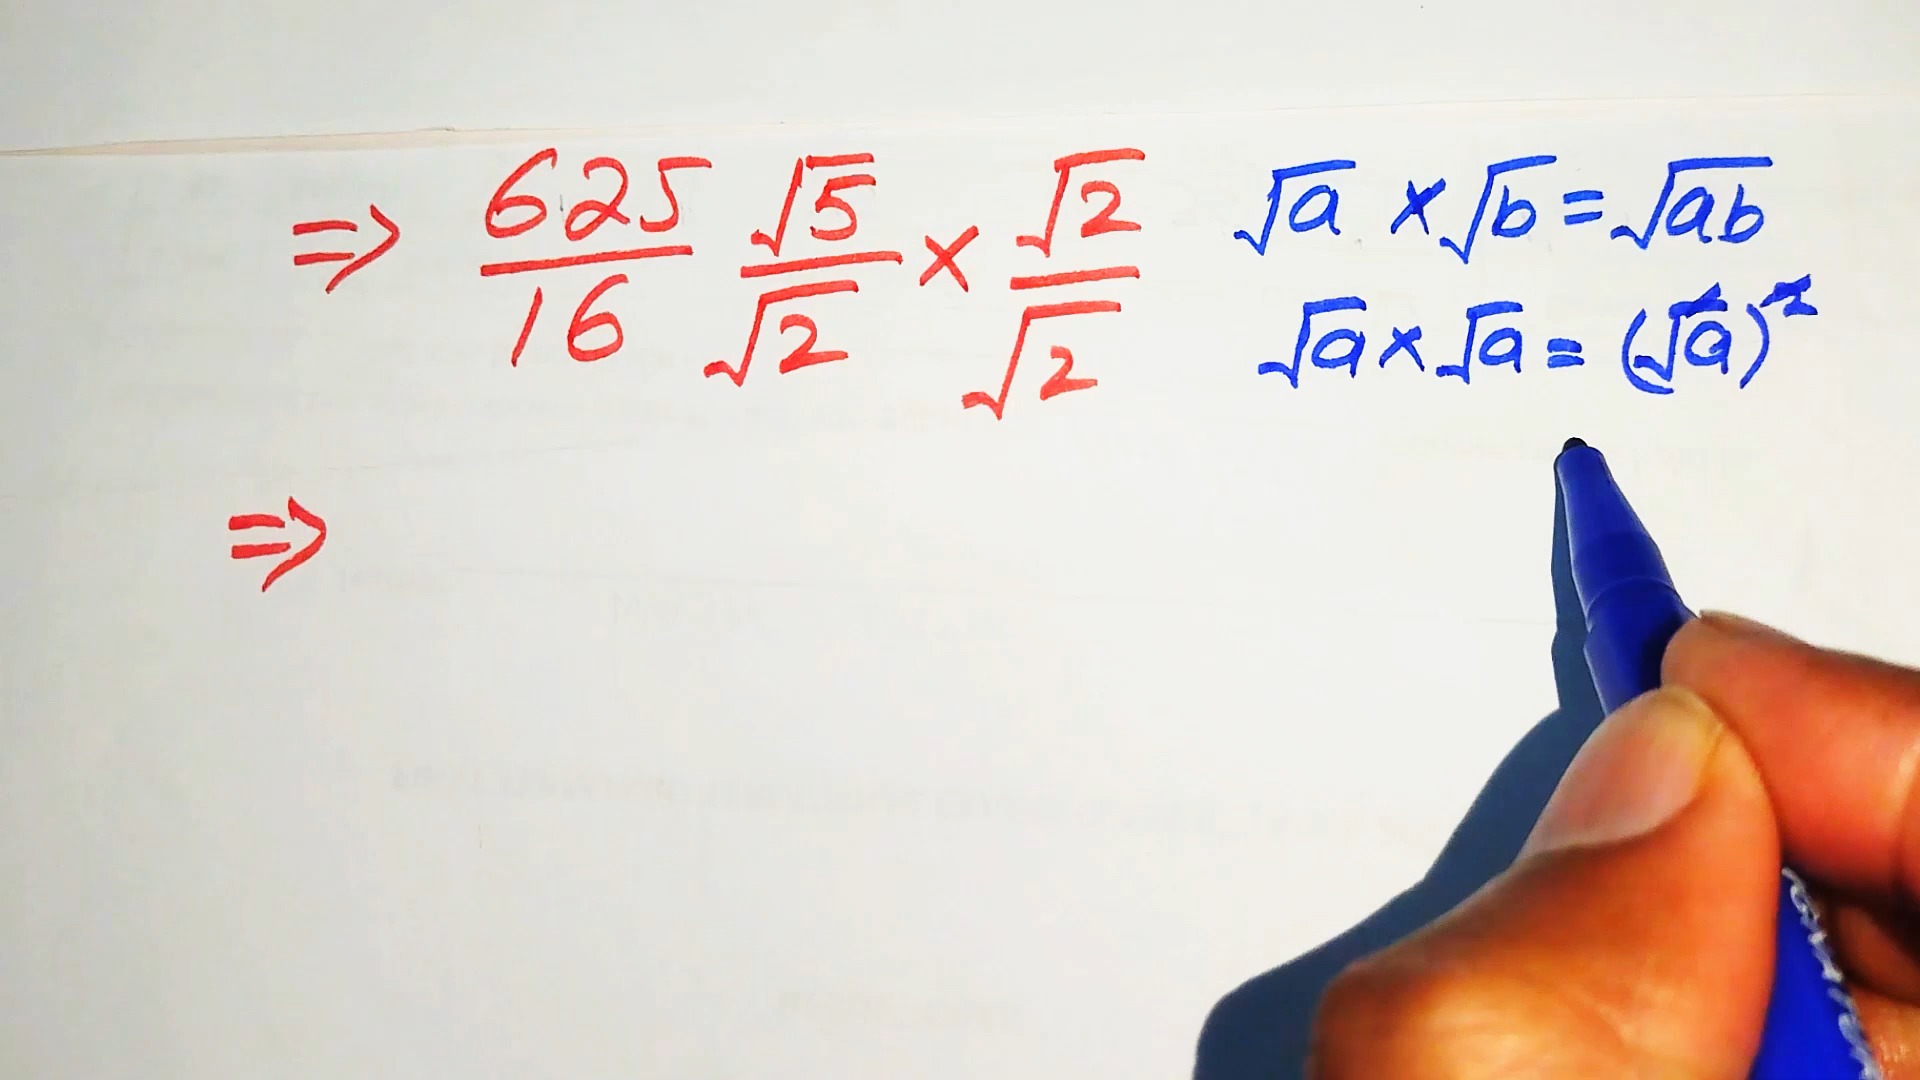 ⇒ 625/16 √5/√2 × √2/√2
√a × √b = √ab
√a × √a = (√a)²
⇒